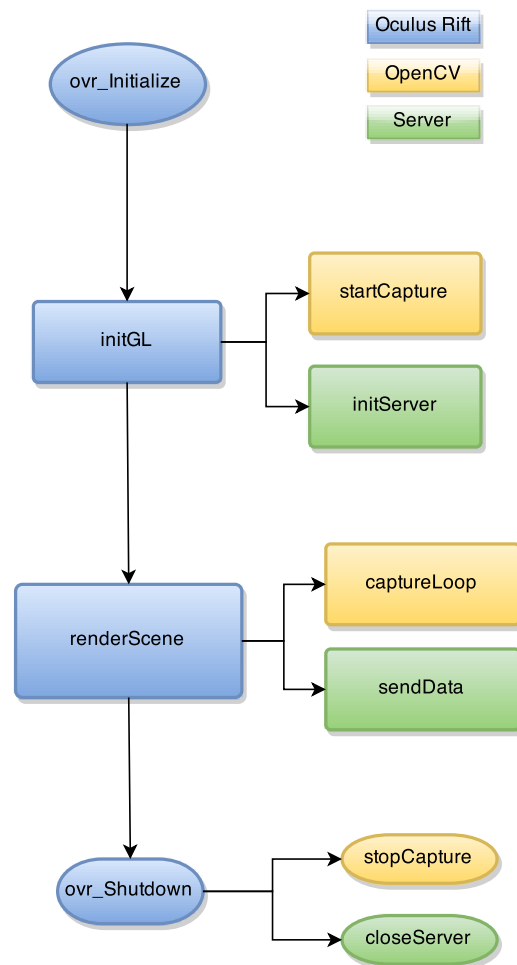 Oculus Rift
OpenCV
Server
ovr_Initialize
startCapture
initGL
initServer
captureLoop
renderScene
sendData
stopCapture
ovr_Shutdown
closeServer